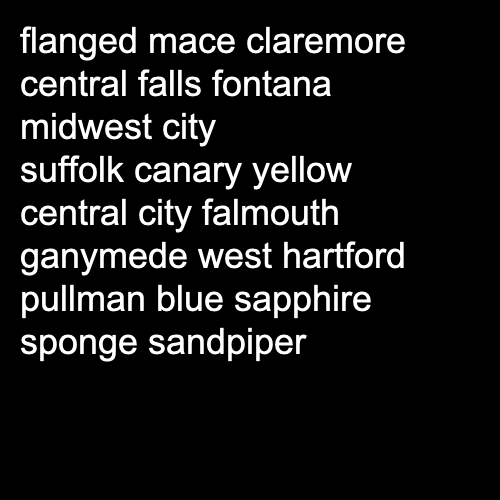 flanged mace claremore
central falls fontana
midwest city
suffolk canary yellow
central city falmouth
ganymede west hartford
pullman blue sapphire
sponge sandpiper